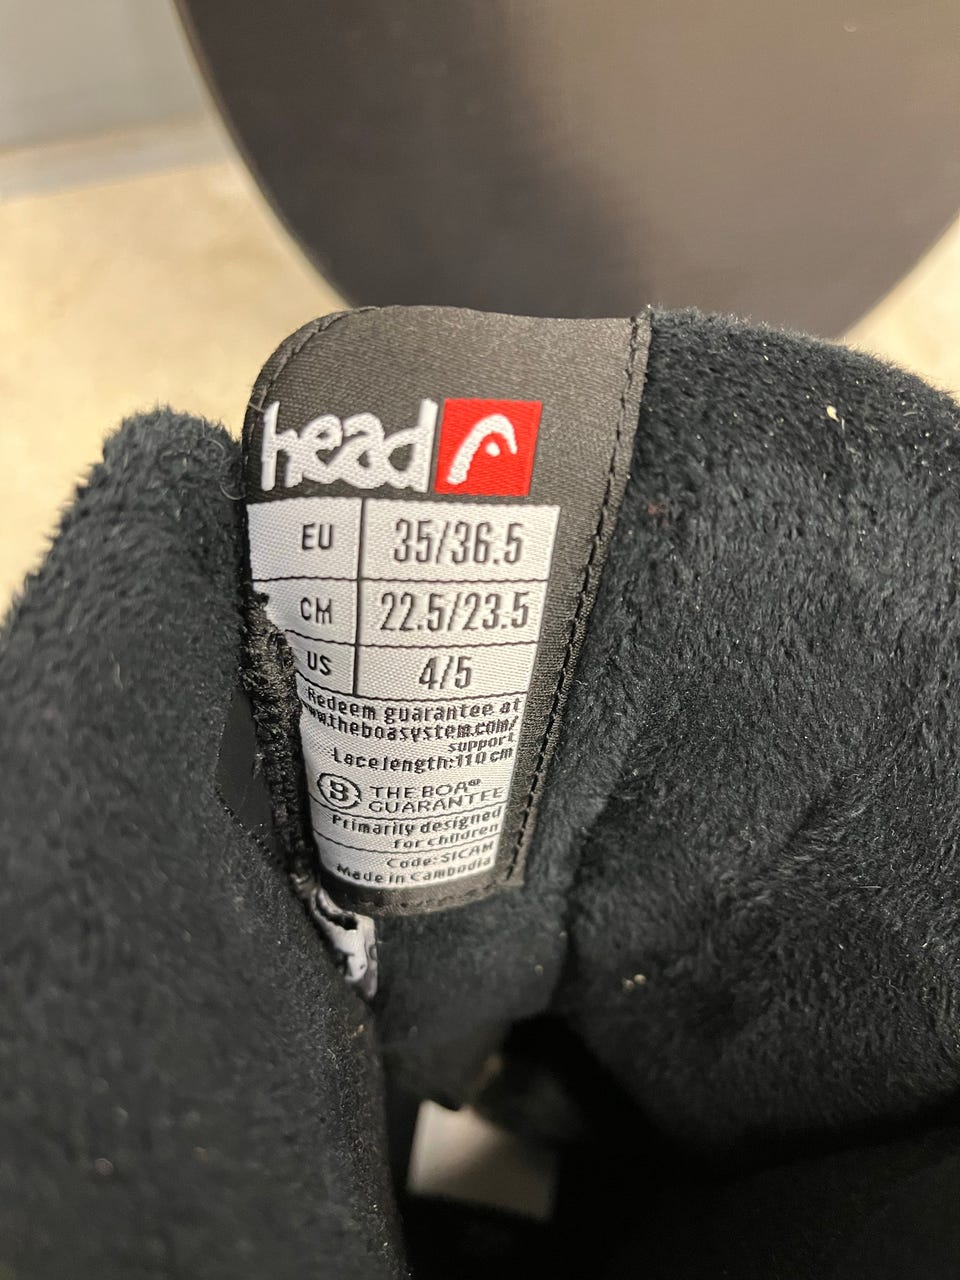 head
EU 35/36.5
CM 22.5/23.5
US 4/5
Redeem guarantee at
www.theboasystem.com/
support
Lace length:110 cm
B THE BOA®
GUARANTEE
Primarily designed
for children
Code:SICAM
Made in Cambodia